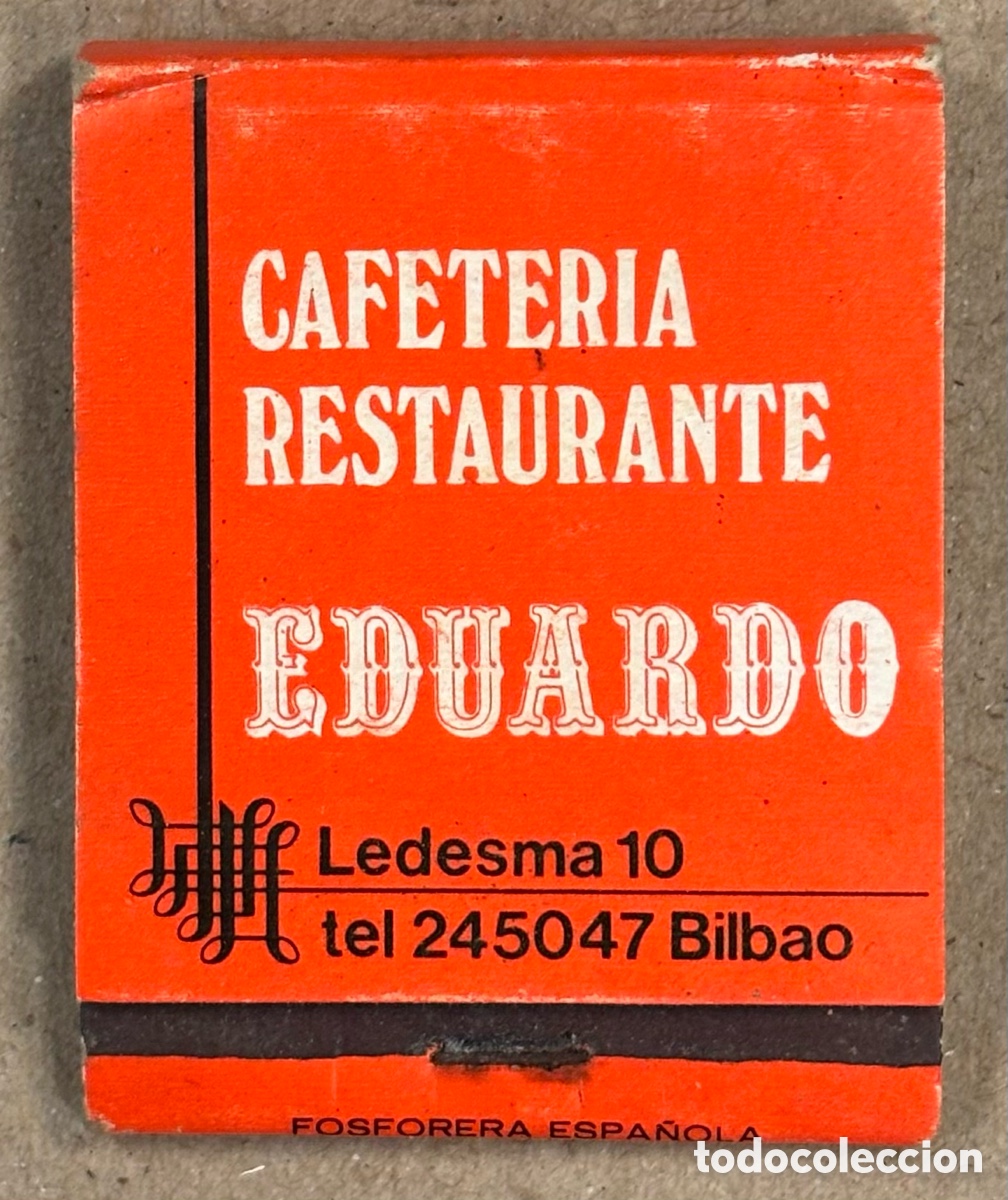 CAFETERIA
RESTAURANTE
EDUARDO
Ledesma 10
tel 245047 Bilbao
FOSFORERA ESPAÑOLA
todocoleccion